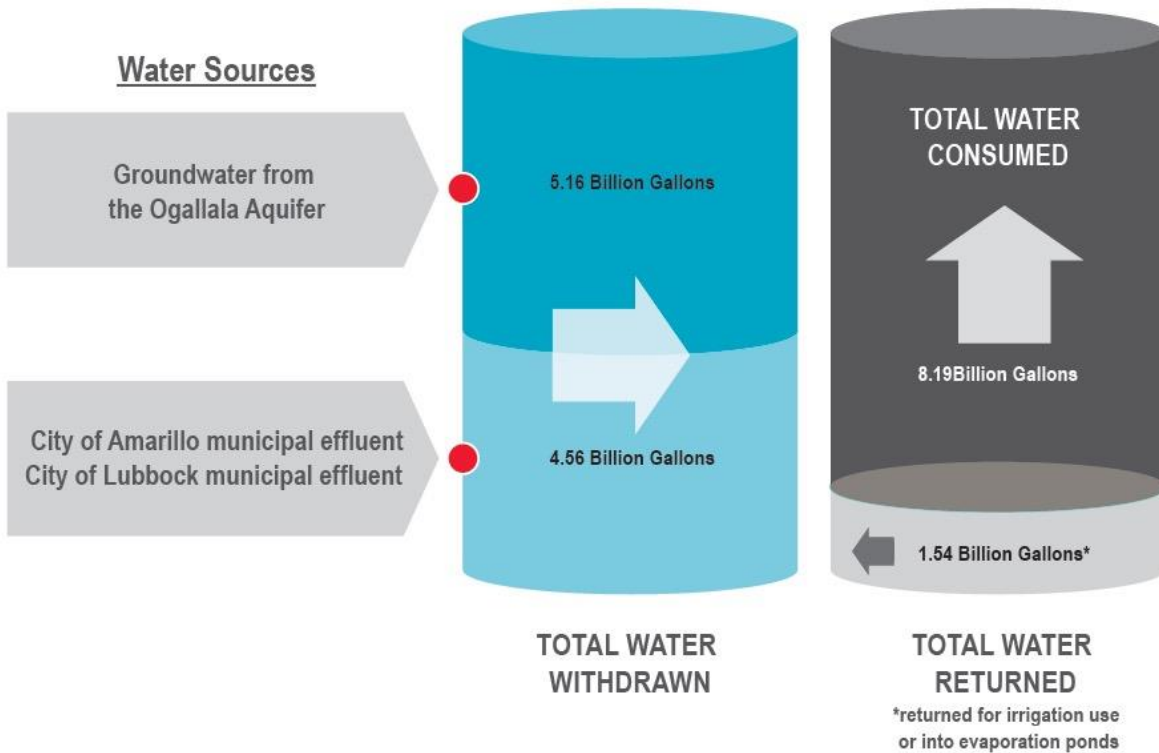 Water Sources
Groundwater from
the Ogallala Aquifer
City of Amarillo municipal effluent
City of Lubbock municipal effluent
5.16 Billion Gallons
4.56 Billion Gallons
TOTAL WATER
WITHDRAWN
TOTAL WATER
CONSUMED
8.19Billion Gallons
1.54 Billion Gallons*
TOTAL WATER
RETURNED
*returned for irrigation use
or into evaporation ponds